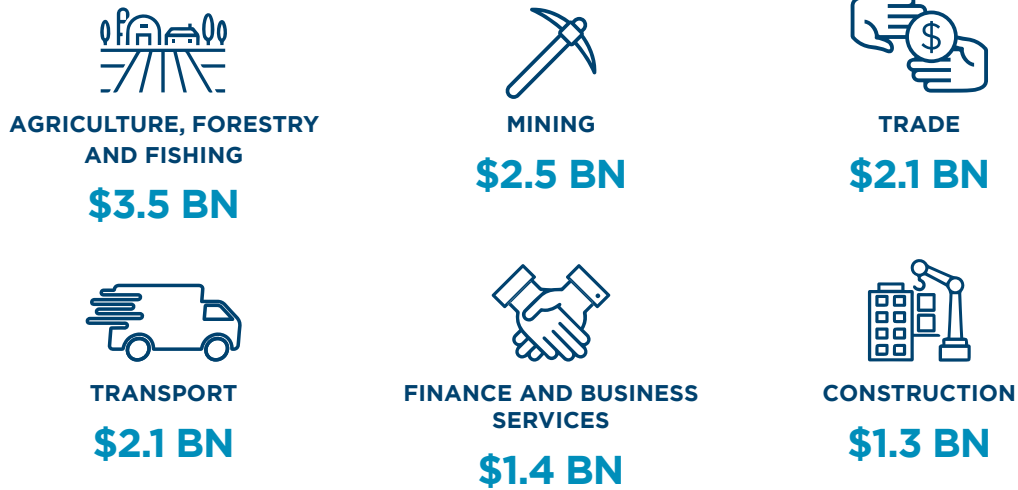 $
AGRICULTURE, FORESTRY
AND FISHING
$3.5 BN
MINING
$2.5 BN
TRADE
$2.1 BN
TRANSPORT
$2.1 BN
FINANCE AND BUSINESS
SERVICES
$1.4 BN
CONSTRUCTION
$1.3 BN